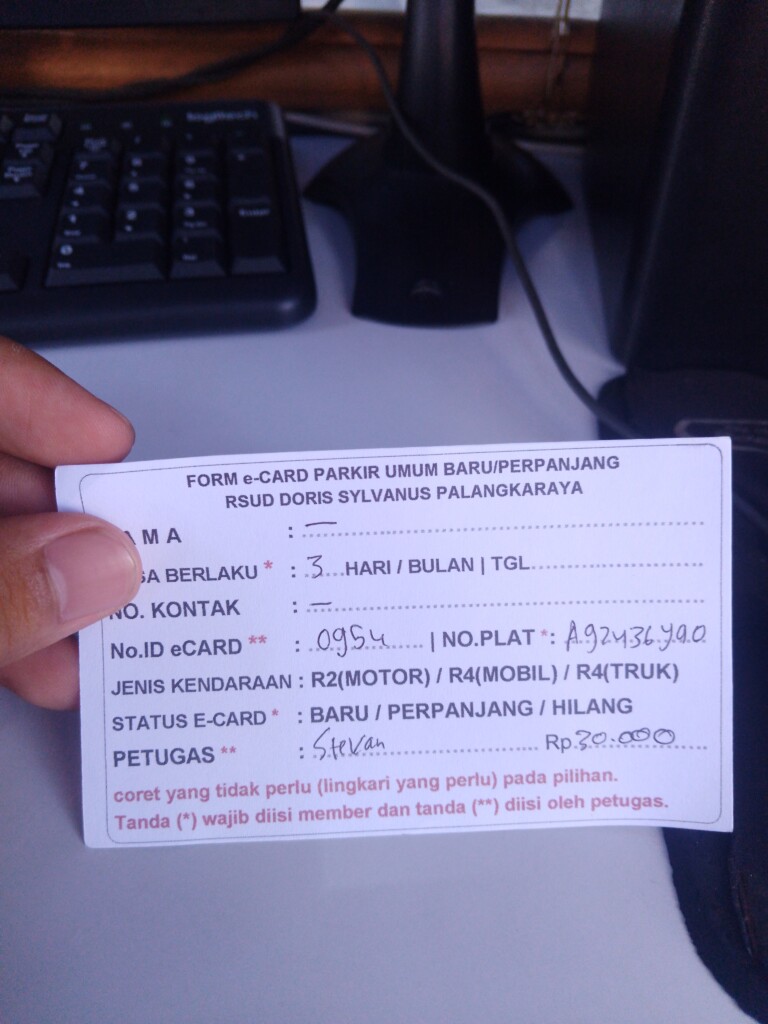 logitech
FORM e-CARD PARKIR UMUM BARU/PERPANJANG
RSUD DORIS SYLVANUS PALANGKARAYA
AMA : —
SA BERLAKU * : 3 HARI / BULAN | TGL
NO. KONTAK : —
No.ID eCARD ** : 0954 | NO.PLAT *:
JENIS KENDARAAN : R2(MOTOR) / R4(MOBIL) / R4(TRUK)
STATUS E-CARD * : BARU / PERPANJANG / HILANG
PETUGAS ** : Stevan Rp.30.000
coret yang tidak perlu (lingkari yang perlu) pada pilihan.
Tanda (*) wajib diisi member dan tanda (**) diisi oleh petugas.